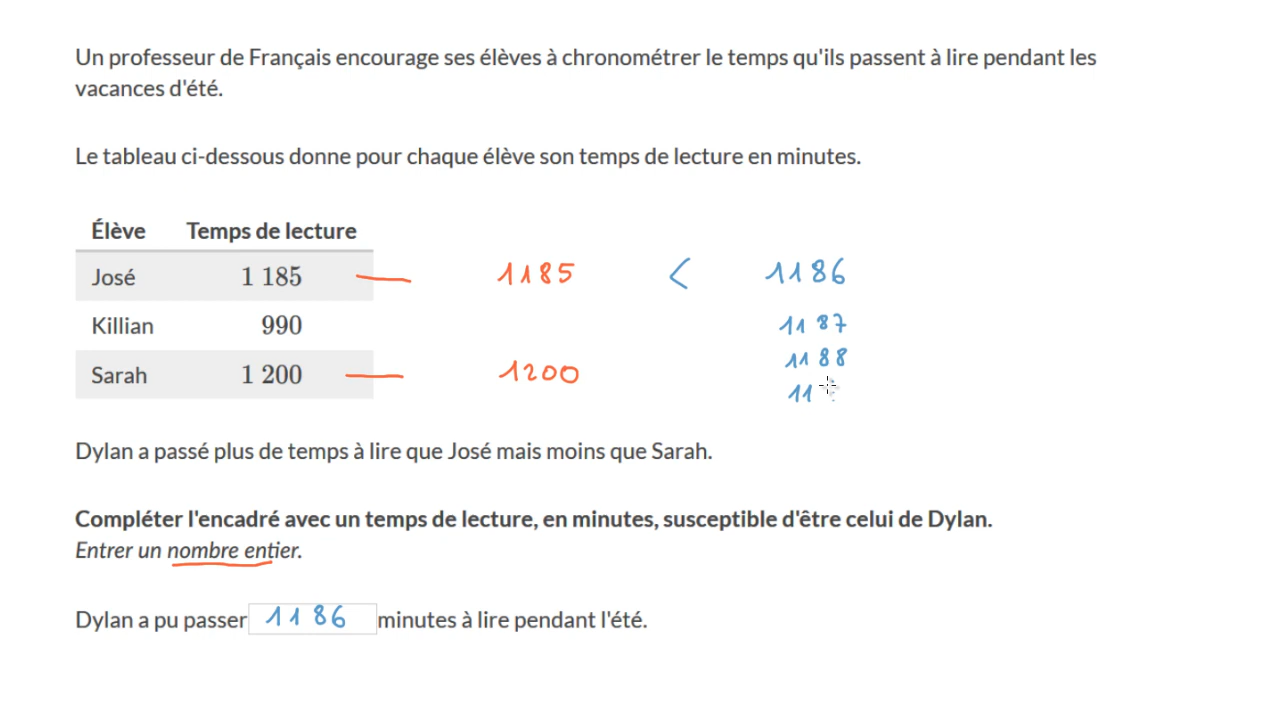 Un professeur de Français encourage ses élèves à chronométrer le temps qu'ils passent à lire pendant les
vacances d'été.
Le tableau ci-dessous donne pour chaque élève son temps de lecture en minutes.
Élève Temps de lecture
José 1 185 1185 < 1186
Killian 990 1187
1188
Sarah 1 200 1200
11
Dylan a passé plus de temps à lire que José mais moins que Sarah.
Compléter l'encadré avec un temps de lecture, en minutes, susceptible d'être celui de Dylan.
Entrer un nombre entier.
Dylan a pu passer 1186 minutes à lire pendant l'été.